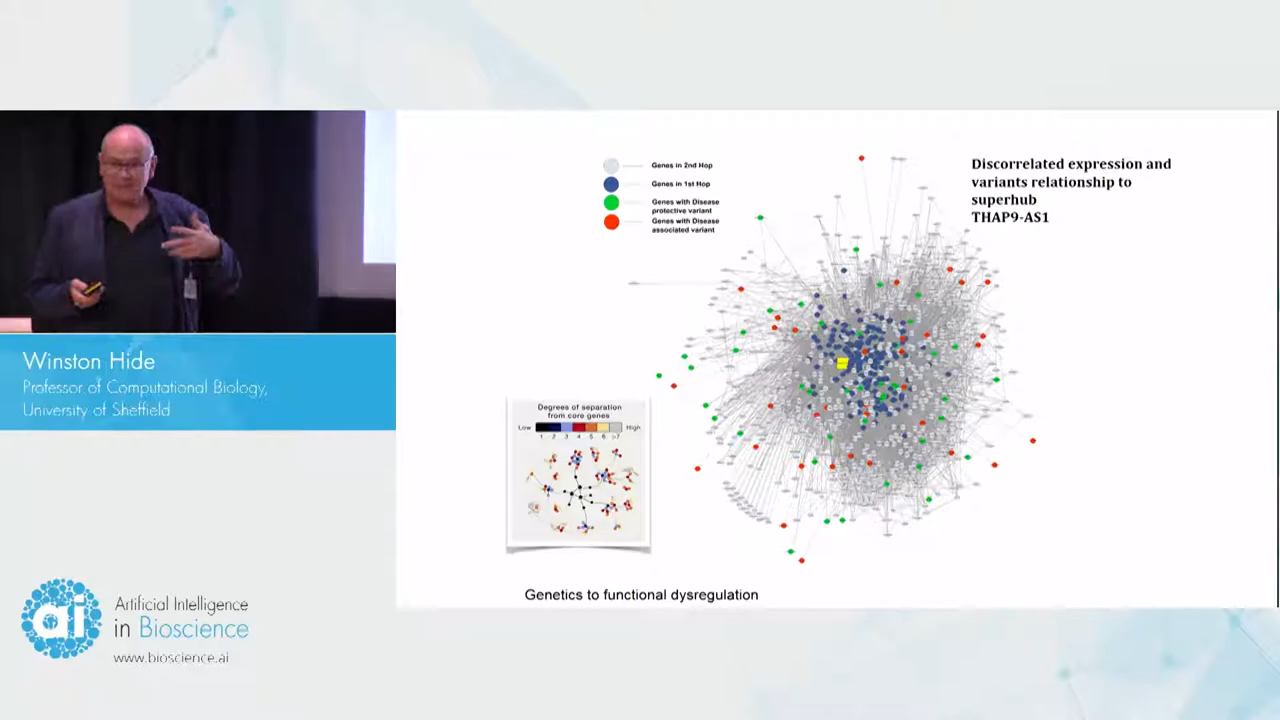 Genes in 2nd Hop
Genes in 1st Hop
Genes with Disease
protective variant
Genes with Disease
associated variant
Discorrelated expression and
variants relationship to
superhub
THAP9-AS1
Winston Hide
Professor of Computational Biology,
University of Sheffield
Degrees of separation
from core genes
Low High
1 2 3 4 5 6 >7
Genetics to functional dysregulation
ai
Artificial Intelligence
in Bioscience
www.bioscience.ai